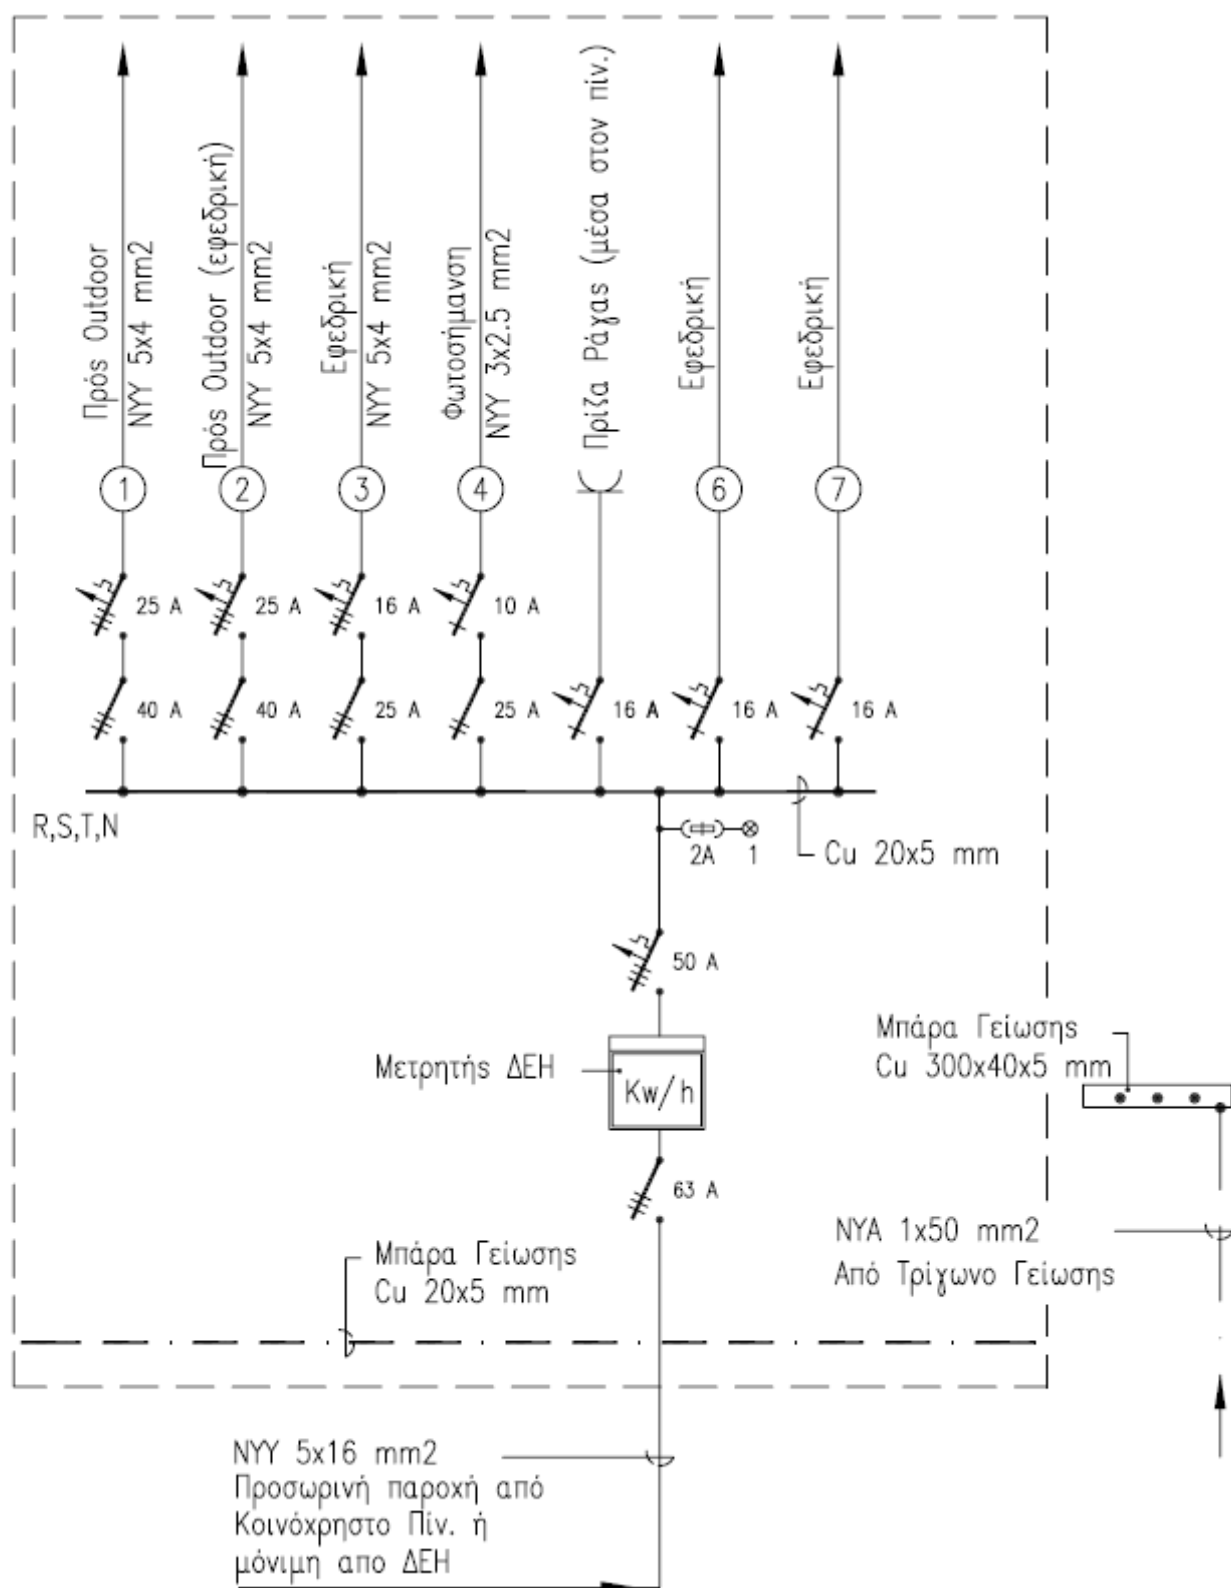 Πρός Outdoor
NYY 5x4 mm2
Πρός Outdoor (εφεδρική)
NYY 5x4 mm2
Εφεδρική
NYY 5x4 mm2
Φωτοσήμανση
NYY 3x2.5 mm2
Πρίζα Ράγας (μέσα στον πίν.)
Εφεδρική
Εφεδρική
1
2
3
4
6
7
25 A
25 A
16 A
10 A
40 A
40 A
25 A
25 A
16 A
16 A
16 A
R,S,T,N
2A
1
Cu 20x5 mm
50 A
Μετρητής ΔΕΗ
Kw/h
Μπάρα Γείωσης
Cu 300x40x5 mm
63 A
NYA 1x50 mm2
Από Τρίγωνο Γείωσης
Μπάρα Γείωσης
Cu 20x5 mm
NYY 5x16 mm2
Προσωρινή παροχή από
Κοινόχρηστο Πίν. ή
μόνιμη απο ΔΕΗ